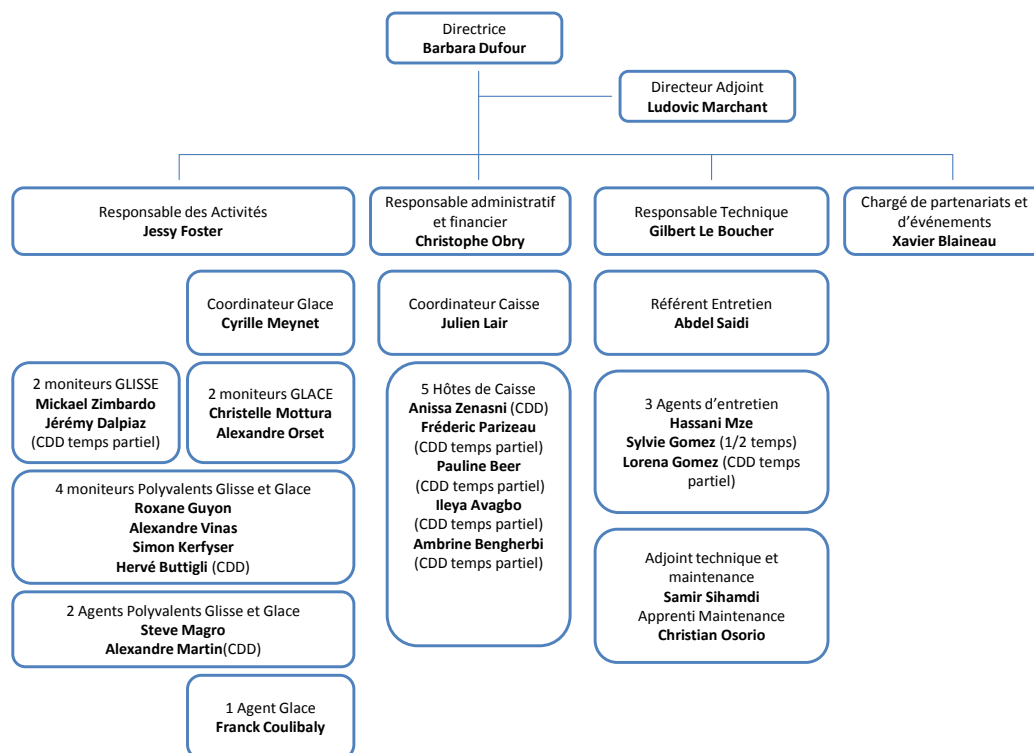 Directrice
Barbara Dufour
Directeur Adjoint
Ludovic Marchant
Responsable des Activités
Jessy Foster
Responsable administratif
et financier
Christophe Obry
Responsable Technique
Gilbert Le Boucher
Chargé de partenariats et
d’événements
Xavier Blaineau
Coordinateur Glace
Cyrille Meynet
Coordinateur Caisse
Julien Lair
Référent Entretien
Abdel Saidi
2 moniteurs GLISSE
Mickael Zimbardo
Jérémy Dalpiaz
(CDD temps partiel)
2 moniteurs GLACE
Christelle Mottura
Alexandre Orset
5 Hôtes de Caisse
Anissa Zenasni (CDD)
Fréderic Parizeau
(CDD temps partiel)
Pauline Beer
(CDD temps partiel)
Ileya Avagbo
(CDD temps partiel)
Ambrine Bengherbi
(CDD temps partiel)
3 Agents d’entretien
Hassani Mze
Sylvie Gomez (1/2 temps)
Lorena Gomez (CDD temps
partiel)
4 moniteurs Polyvalents Glisse et Glace
Roxane Guyon
Alexandre Vinas
Simon Kerfyser
Hervé Buttigli (CDD)
Adjoint technique et
maintenance
Samir Sihamdi
Apprenti Maintenance
Christian Osorio
2 Agents Polyvalents Glisse et Glace
Steve Magro
Alexandre Martin(CDD)
1 Agent Glace
Franck Coulibaly